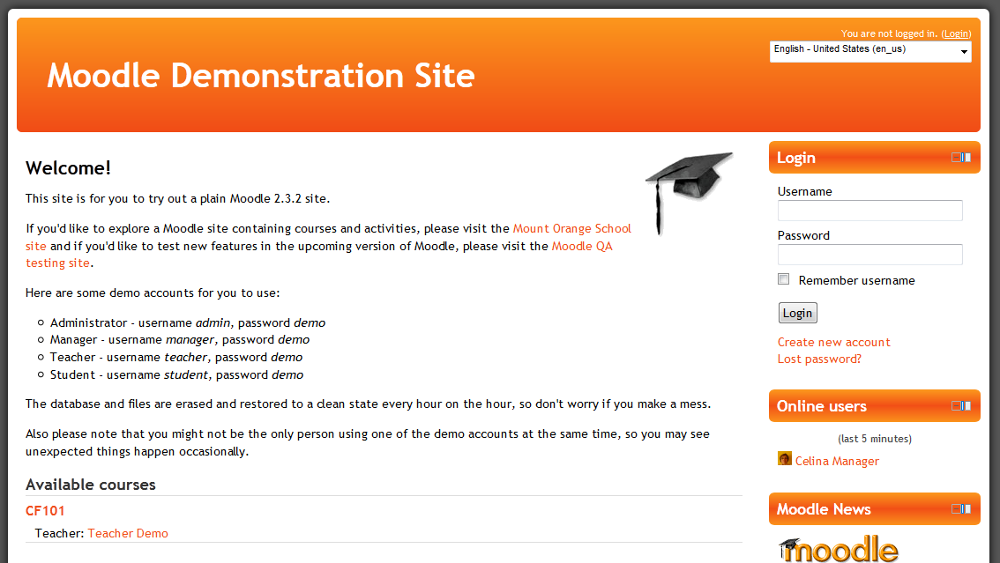 You are not logged in. (Login)
English - United States (en_us)
Moodle Demonstration Site
Welcome!
This site is for you to try out a plain Moodle 2.3.2 site.
If you'd like to explore a Moodle site containing courses and activities, please visit the Mount Orange School
site and if you'd like to test new features in the upcoming version of Moodle, please visit the Moodle QA
testing site.
Here are some demo accounts for you to use:
Administrator - username admin, password demo
Manager - username manager, password demo
Teacher - username teacher, password demo
Student - username student, password demo
The database and files are erased and restored to a clean state every hour on the hour, so don't worry if you make a mess.
Also please note that you might not be the only person using one of the demo accounts at the same time, so you may see
unexpected things happen occasionally.
Available courses
CF101
Teacher: Teacher Demo
Login
Username
Password
Remember username
Login
Create new account
Lost password?
Online users
(last 5 minutes)
Celina Manager
Moodle News
moodle